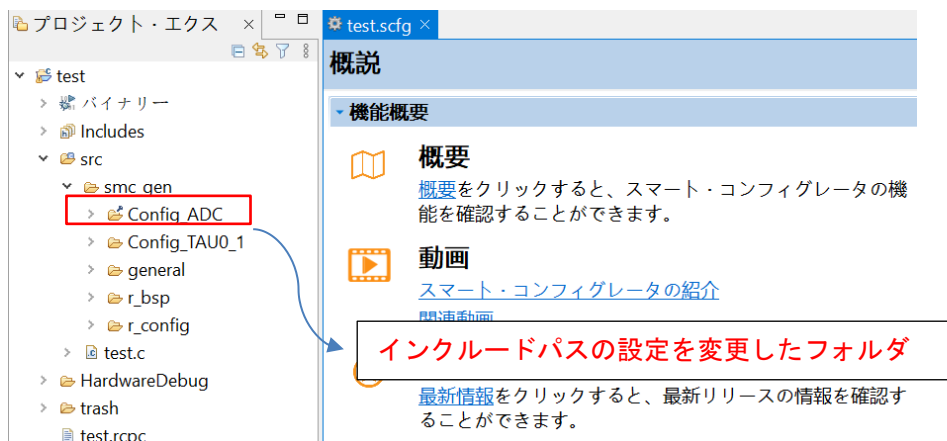 プロジェクト・エクス
test
バイナリー
Includes
src
smc_gen
Config_ADC
Config_TAU0_1
general
r_bsp
r_config
test.c
HardwareDebug
trash
test.rcpc
test.scfg
概説
機能概要
概要
概要をクリックすると、スマート・コンフィグレータの機
能を確認することができます。
動画
スマート・コンフィグレータの紹介
関連動画
インクルードパスの設定を変更したフォルダ
最新情報をクリックすると、最新リリースの情報を確認す
ることができます。